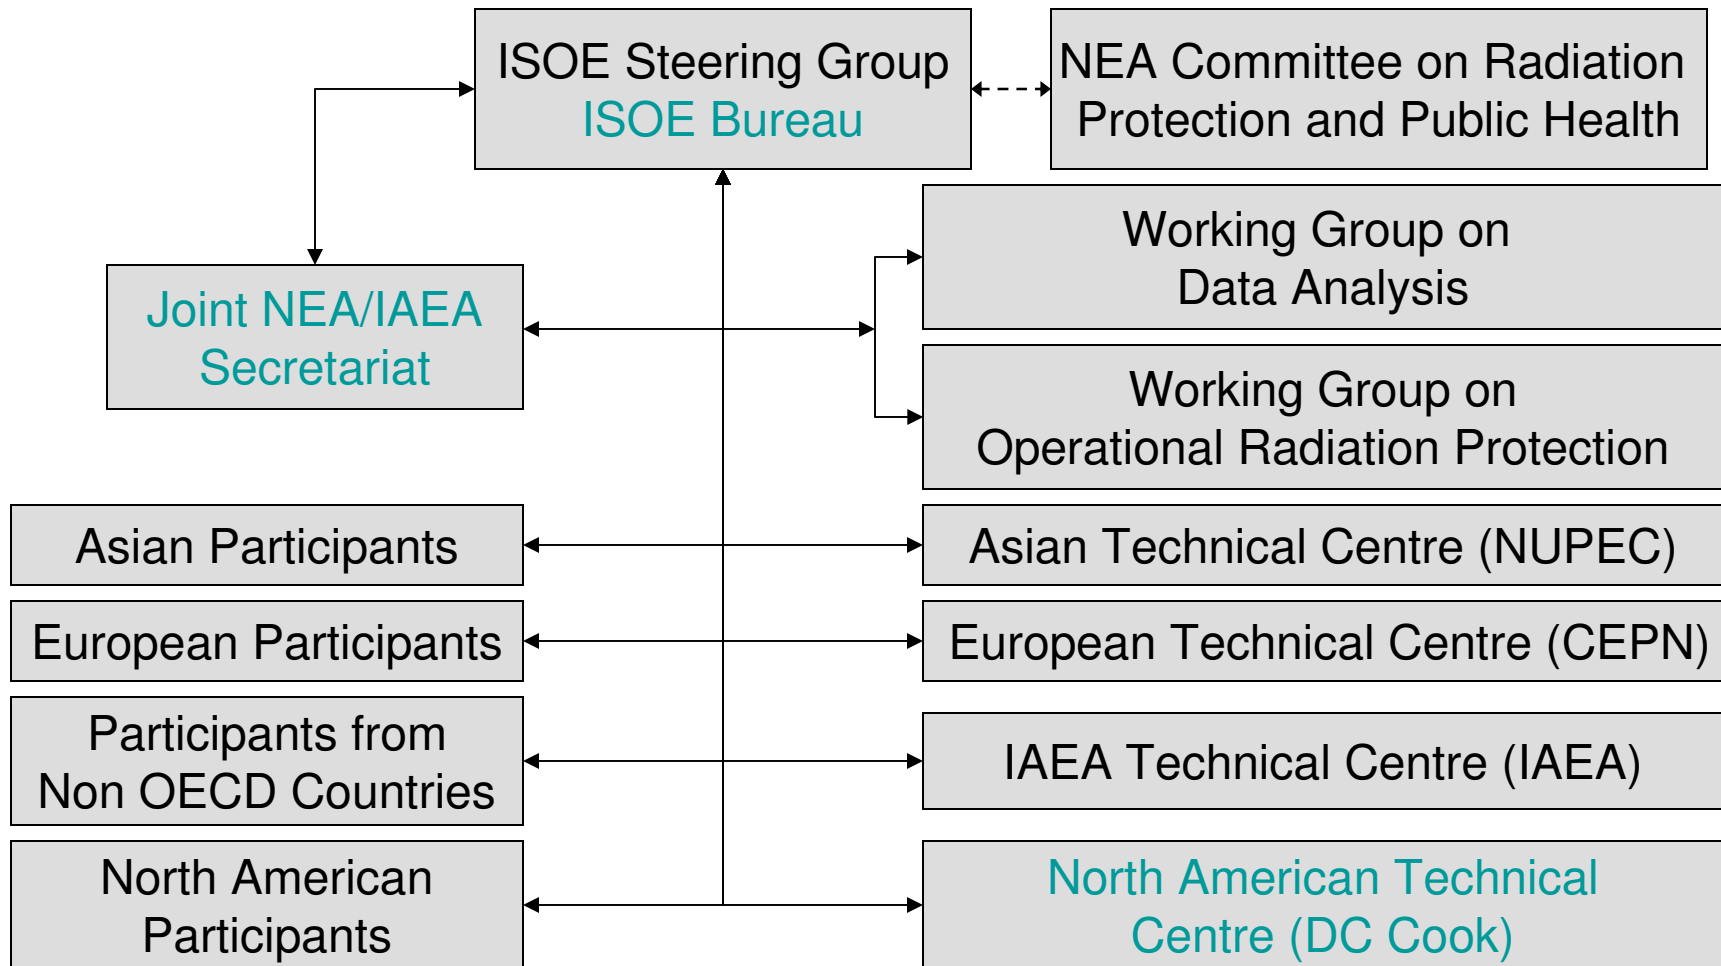 ISOE Steering Group
ISOE Bureau
NEA Committee on Radiation
Protection and Public Health
Working Group on
Data Analysis
Joint NEA/IAEA
Secretariat
Working Group on
Operational Radiation Protection
Asian Participants
Asian Technical Centre (NUPEC)
European Participants
European Technical Centre (CEPN)
Participants from
Non OECD Countries
IAEA Technical Centre (IAEA)
North American
Participants
North American Technical
Centre (DC Cook)